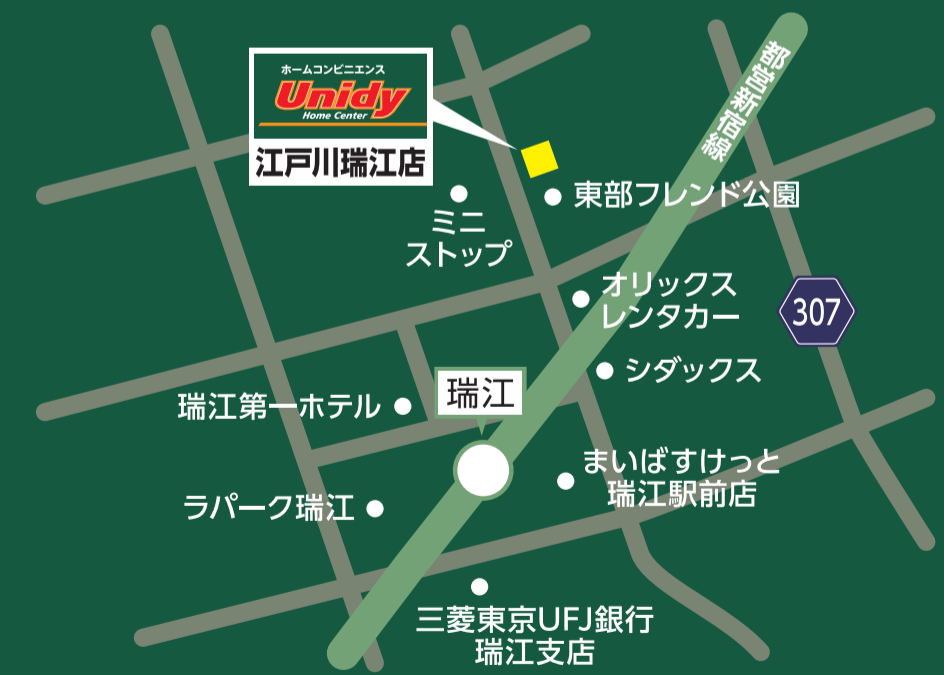 ホームコンビニエンス
Unidy
Home Center
江戸川瑞江店
都営新宿線
東部フレンド公園
ミニ
ストップ
オリックス
レンタカー
307
シダックス
瑞江
瑞江第一ホテル
まいばすけっと
瑞江駅前店
ラパーク瑞江
三菱東京UFJ銀行
瑞江支店